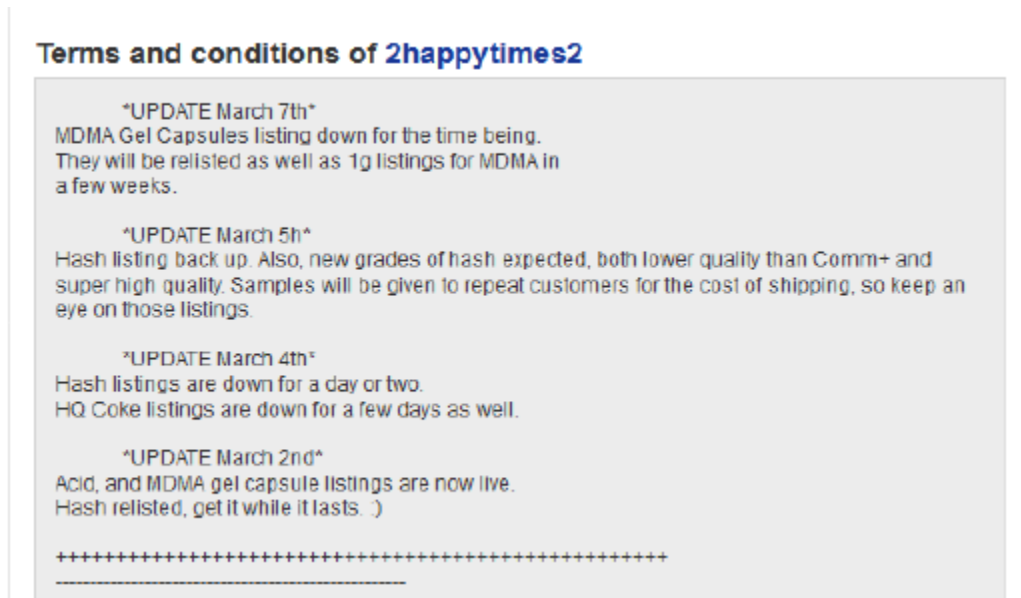 Terms and conditions of 2happytimes2
*UPDATE March 7th*
MDMA Gel Capsules listing down for the time being.
They will be relisted as well as 1g listings for MDMA in
a few weeks.
*UPDATE March 5h*
Hash listing back up. Also, new grades of hash expected, both lower quality than Comm+ and
super high quality. Samples will be given to repeat customers for the cost of shipping, so keep an
eye on those listings.
*UPDATE March 4th*
Hash listings are down for a day or two.
HQ Coke listings are down for a few days as well.
*UPDATE March 2nd*
Acid, and MDMA gel capsule listings are now live.
Hash relisted, get it while it lasts. :)
+++++++++++++++++++++++++++++++++++++++++++++++++++
--------------------------------------------------